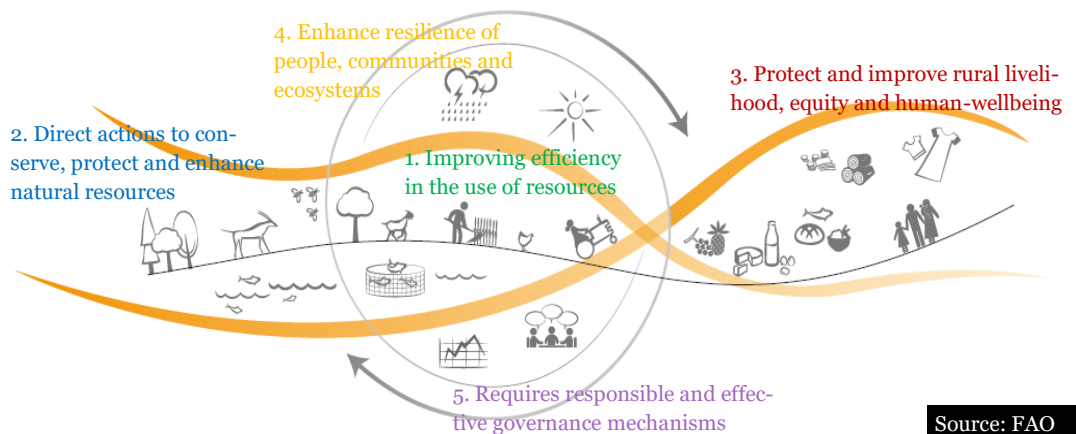 4. Enhance resilience of
people, communities and
ecosystems
3. Protect and improve rural liveli-
hood, equity and human-wellbeing
2. Direct actions to con-
serve, protect and enhance
natural resources
1. Improving efficiency
in the use of resources
5. Requires responsible and effec-
tive governance mechanisms
Source: FAO